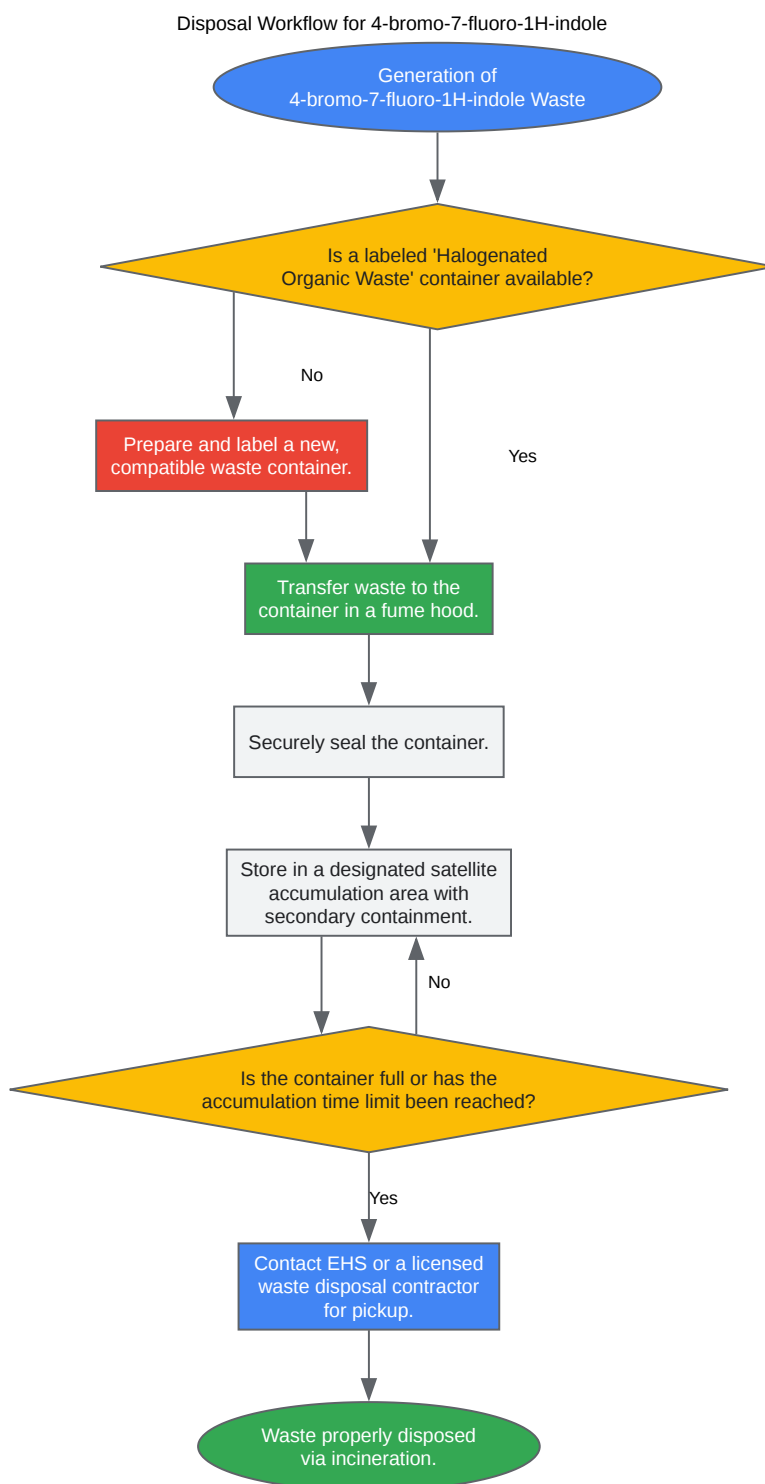 Disposal Workflow for 4-bromo-7-fluoro-1H-indole
Generation of
4-bromo-7-fluoro-1H-indole Waste
Is a labeled 'Halogenated
Organic Waste' container available?
No
Prepare and label a new,
compatible waste container.
Yes
Transfer waste to the
container in a fume hood.
Securely seal the container.
Store in a designated satellite
accumulation area with
secondary containment.
No
Is the container full or has the
accumulation time limit been reached?
Yes
Contact EHS or a licensed
waste disposal contractor
for pickup.
Waste properly disposed
via incineration.